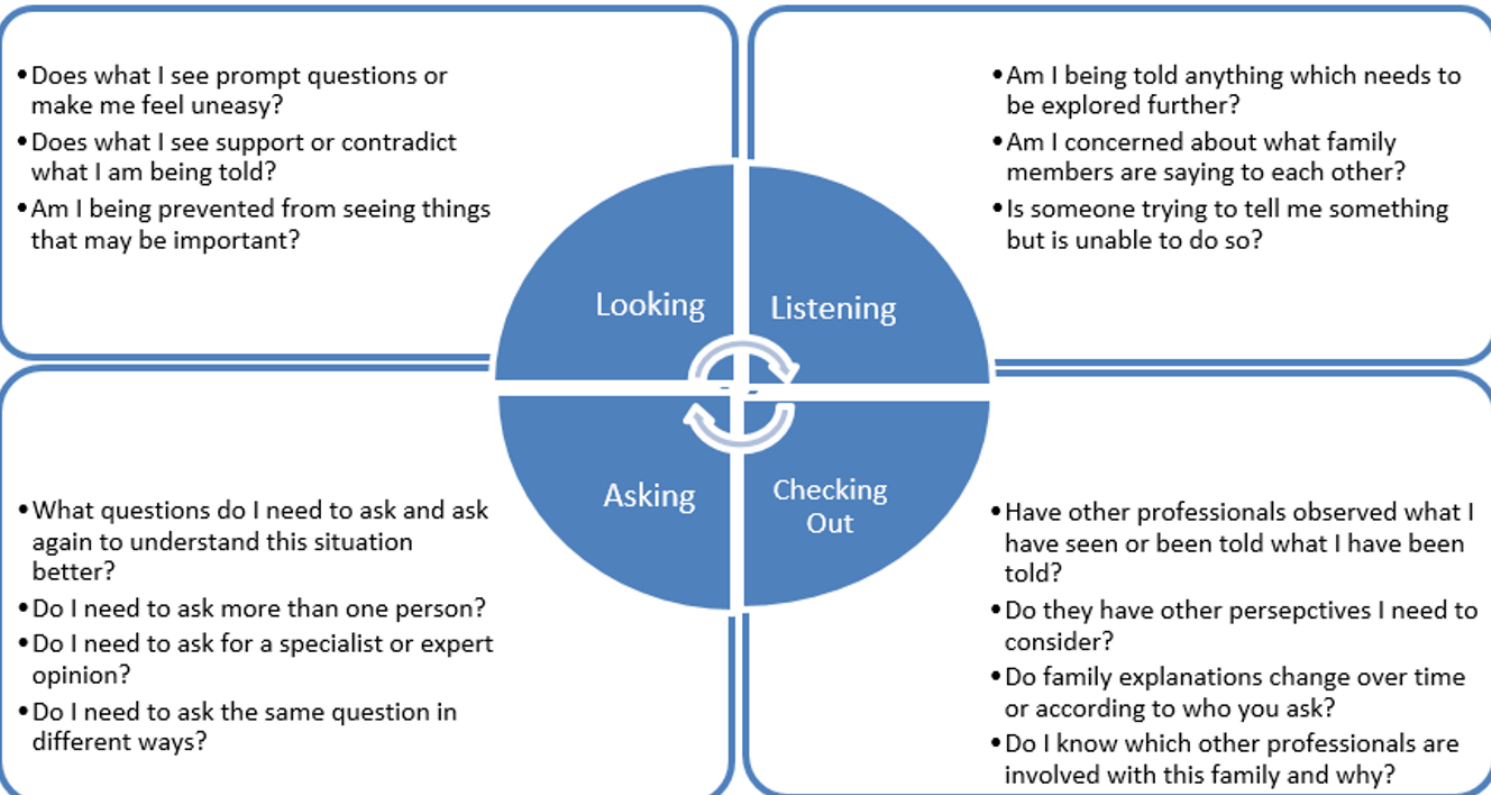 •Does what I see prompt questions or
make me feel uneasy?
•Does what I see support or contradict
what I am being told?
•Am I being prevented from seeing things
that may be important?
•Am I being told anything which needs to
be explored further?
•Am I concerned about what family
members are saying to each other?
•Is someone trying to tell me something
but is unable to do so?
Looking
Listening
Asking
Checking
Out
•What questions do I need to ask and ask
again to understand this situation
better?
•Do I need to ask more than one person?
•Do I need to ask for a specialist or expert
opinion?
•Do I need to ask the same question in
different ways?
•Have other professionals observed what I
have seen or been told what I have been
told?
•Do they have other persepctives I need to
consider?
•Do family explanations change over time
or according to who you ask?
•Do I know which other professionals are
involved with this family and why?